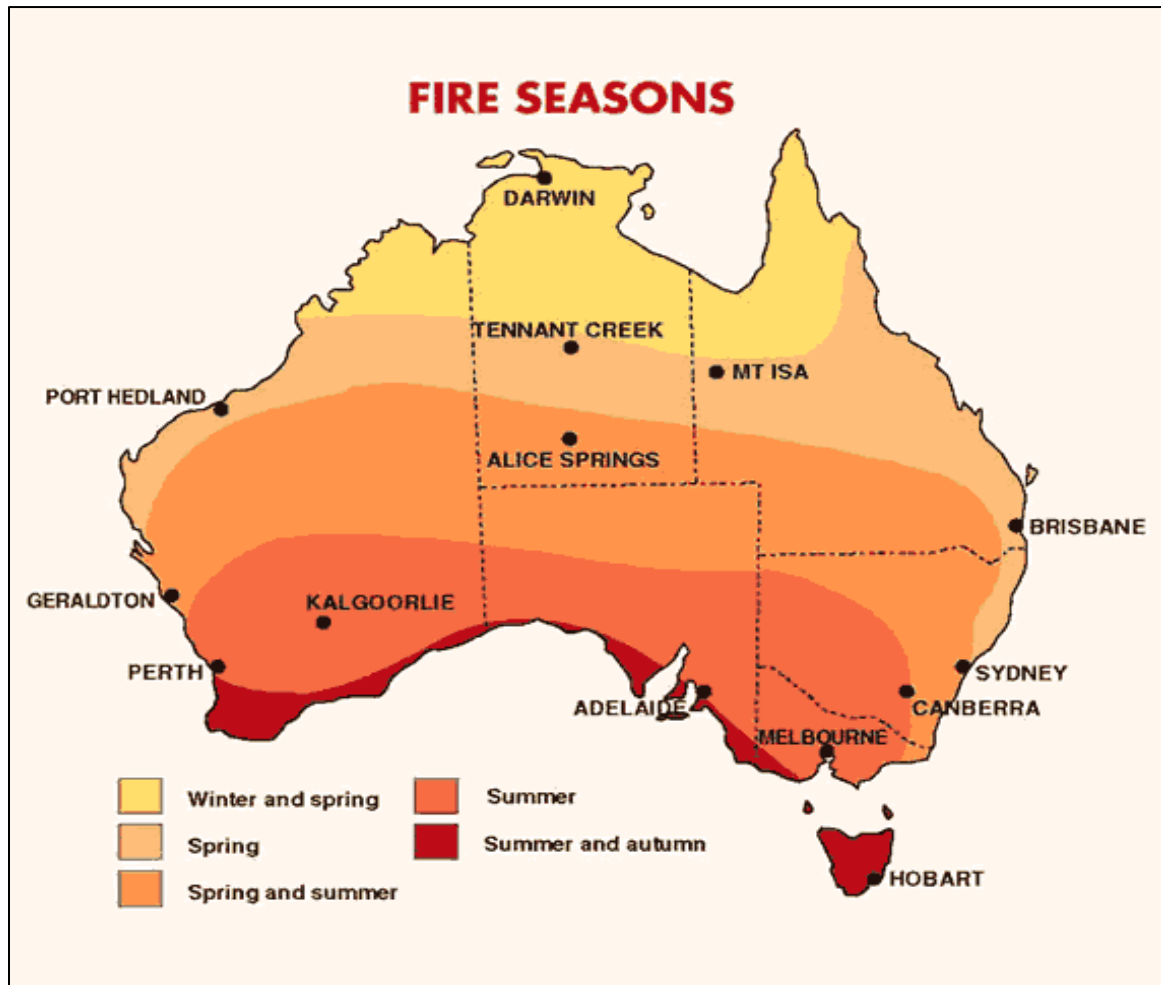 FIRE SEASONS
DARWIN
TENNANT CREEK
MT ISA
PORT HEDLAND
ALICE SPRINGS
BRISBANE
GERALDTON
KALGOORLIE
PERTH
SYDNEY
ADELAIDE
CANBERRA
MELBOURNE
Winter and spring
Summer
Spring
Summer and autumn
Spring and summer
HOBART